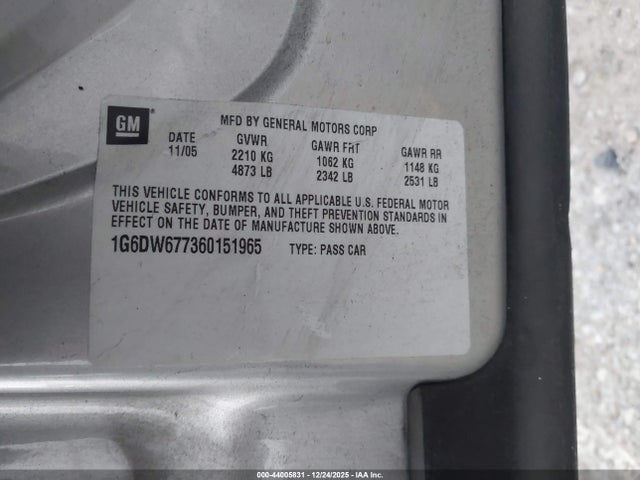 GM
MFD BY GENERAL MOTORS CORP
DATE GVWR GAWR FRT GAWR RR
11/05 2210 KG 1062 KG 1148 KG
4873 LB 2342 LB 2531 LB
THIS VEHICLE CONFORMS TO ALL APPLICABLE U.S. FEDERAL MOTOR
VEHICLE SAFETY, BUMPER, AND THEFT PREVENTION STANDARDS IN
EFFECT ON THE DATE OF MANUFACTURE SHOWN ABOVE.
1G6DW677360151965 TYPE: PASS CAR
000-44005831 - 12/24/2025 - IAA Inc.